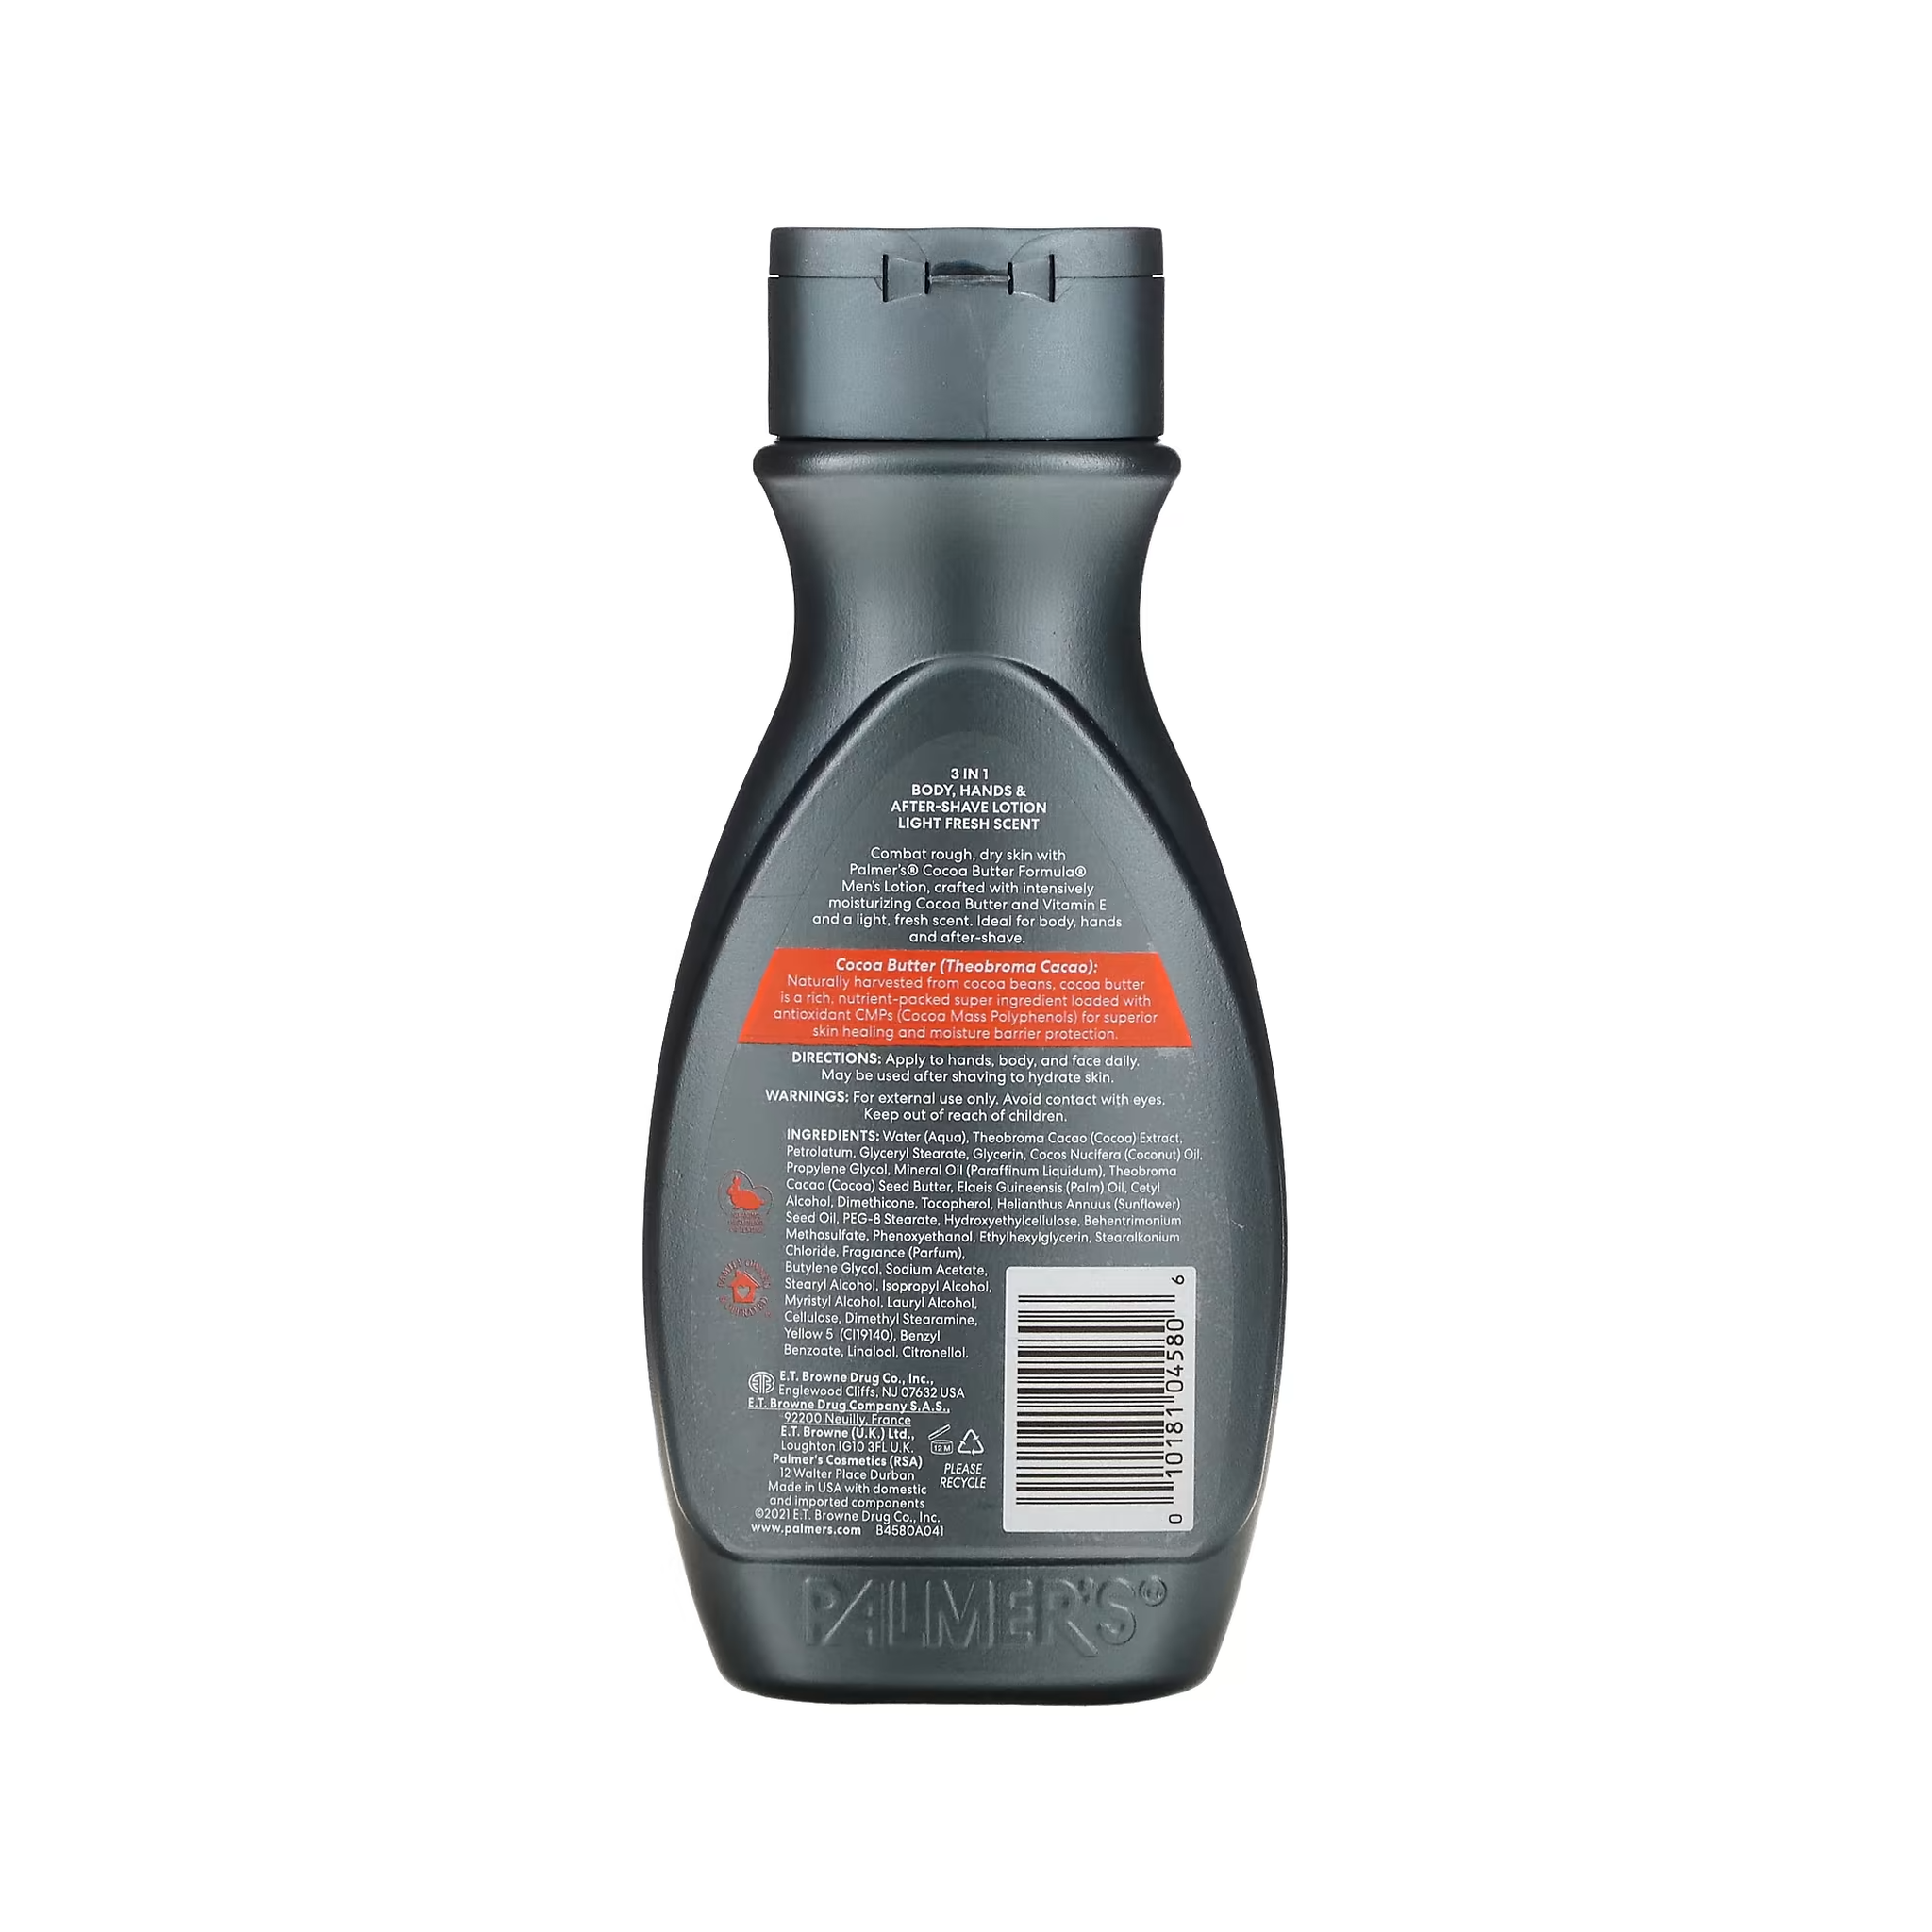 3 IN 1
BODY, HANDS &
AFTER-SHAVE LOTION
LIGHT FRESH SCENT
Combat rough, dry skin with
Palmer's® Cocoa Butter Formula®
Men's Lotion, crafted with intensively
moisturizing Cocoa Butter and Vitamin E
and a light, fresh scent. Ideal for body, hands
and after-shave.
Cocoa Butter (Theobroma Cacao):
Naturally harvested from cocoa beans, cocoa butter
is a rich, nutrient-packed super ingredient loaded with
antioxidant CMPs (Cocoa Mass Polyphenols) for superior
skin healing and moisture barrier protection.
DIRECTIONS: Apply to hands, body, and face daily.
May be used after shaving to hydrate skin.
WARNINGS: For external use only. Avoid contact with eyes.
Keep out of reach of children.
INGREDIENTS: Water (Aqua), Theobroma Cacao (Cocoa) Extract,
Petrolatum, Glyceryl Stearate, Glycerin, Cocos Nucifera (Coconut) Oil,
Propylene Glycol, Mineral Oil (Paraffinum Liquidum), Theobroma
Cacao (Cocoa) Seed Butter, Elaeis Guineensis (Palm) Oil, Cetyl
Alcohol, Dimethicone, Tocopherol, Helianthus Annuus (Sunflower)
Seed Oil, PEG-8 Stearate, Hydroxyethylcellulose, Behentrimonium
Methosulfate, Phenoxyethanol, Ethylhexylglycerin, Stearalkonium
Chloride, Fragrance (Parfum),
Butylene Glycol, Sodium Acetate,
Stearyl Alcohol, Isopropyl Alcohol,
Myristyl Alcohol, Lauryl Alcohol,
Cellulose, Dimethyl Stearamine,
Yellow 5 (CI19140), Benzyl
Benzoate, Linalool, Citronellol.
ETB
E.T. Browne Drug Co., Inc.,
Englewood Cliffs, NJ 07632 USA
E.T. Browne Drug Company S.A.S.,
92200 Neuilly, France
E.T. Browne (U.K.) Ltd.,
Loughton IG10 3FL U.K.
Palmer's Cosmetics (RSA)
12 Walter Place Durban
Made in USA with domestic
and imported components
©2021 E.T. Browne Drug Co., Inc.
www.palmers.com B4580A041
12 M
PLEASE
RECYCLE
0 10181 04580 6
PALMER'S®